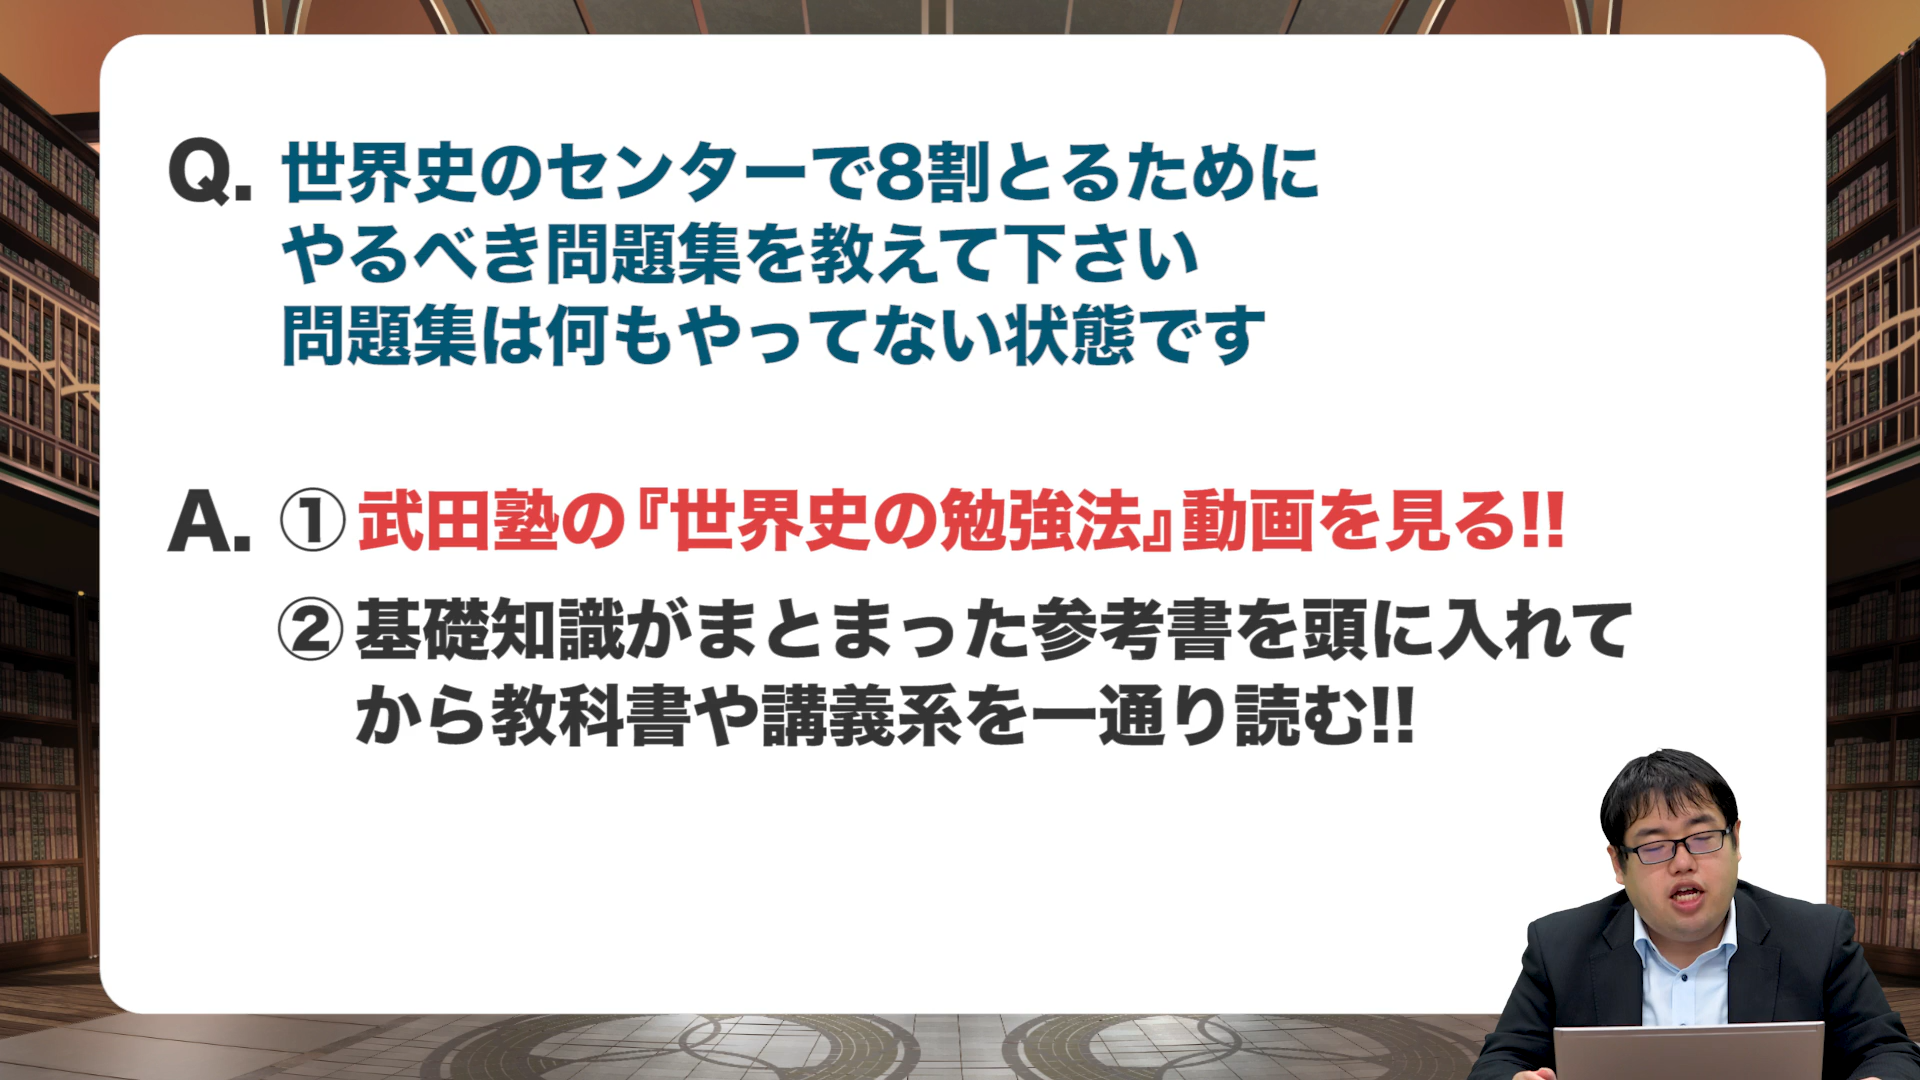 Q. 世界史のセンターで8割とるために
やるべき問題集を教えて下さい
問題集は何もやってない状態です
A. ①武田塾の『世界史の勉強法』動画を見る!!
②基礎知識がまとまった参考書を頭に入れて
から教科書や講義系を一通り読む!!